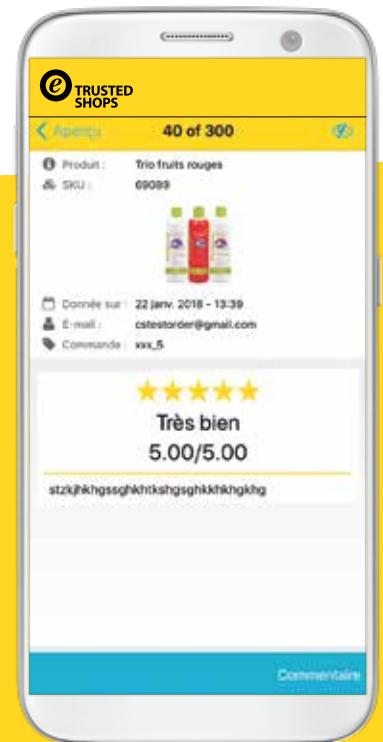 e TRUSTED
SHOPS
Aperçu 40 of 300
Produit : Trio fruits rouges
SKU : 69089
Donnée sur : 22 janv. 2018 - 13:39
E-mail : cstestorder@gmail.com
Commande : xxx_5
Très bien
5.00/5.00
stzkjhkhgssghkhtkshgsghkkhkhgkhg
Commentaire